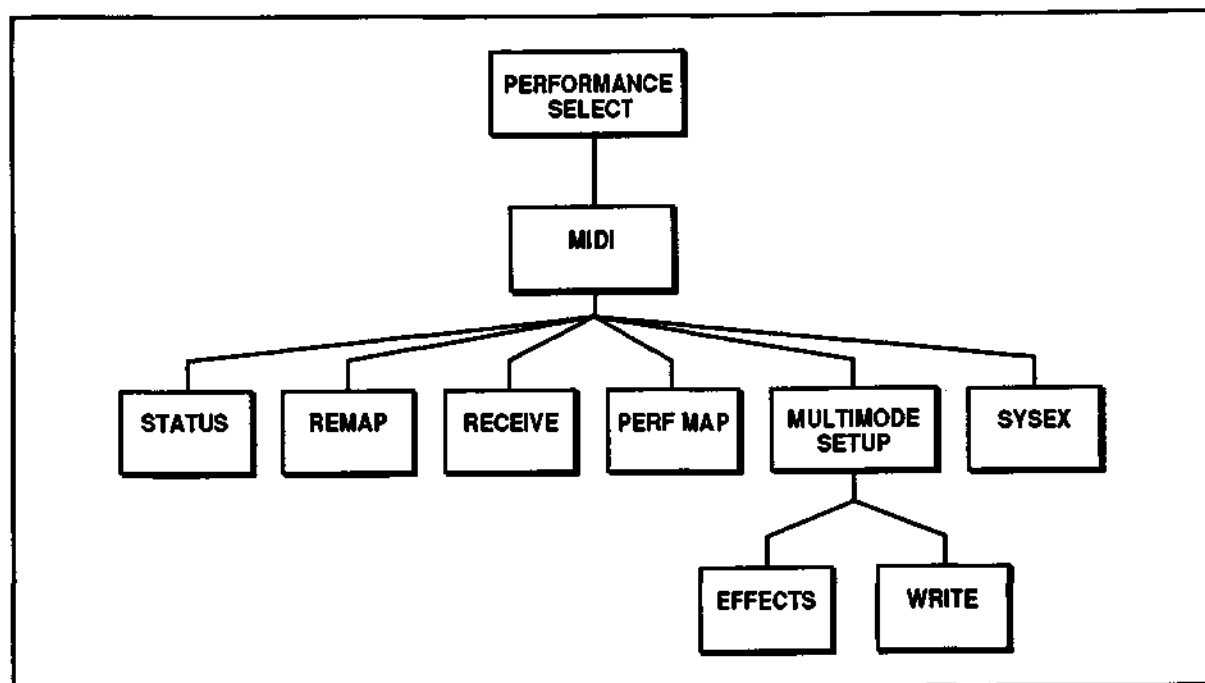 PERFORMANCE
SELECT
MIDI
STATUS
REMAP
RECEIVE
PERF MAP
MULTIMODE
SETUP
SYSEX
EFFECTS
WRITE